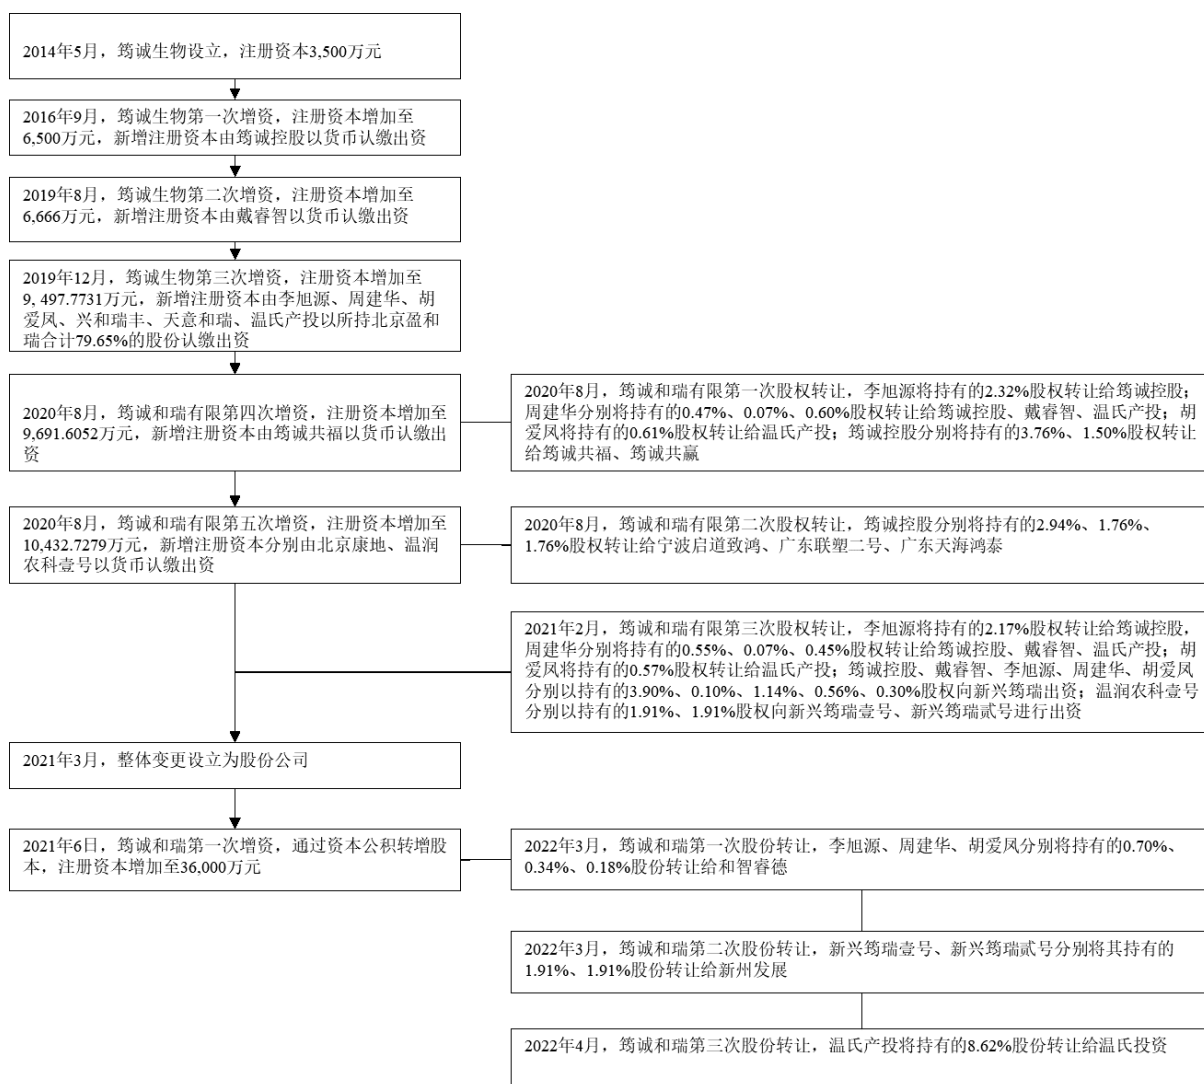 2014年5月，筠诚生物设立，注册资本3,500万元
2016年9月，筠诚生物第一次增资，注册资本增加至
6,500万元，新增注册资本由筠诚控股以货币认缴出资
2019年8月，筠诚生物第二次增资，注册资本增加至
6,666万元，新增注册资本由戴睿智以货币认缴出资
2019年12月，筠诚生物第三次增资，注册资本增加至
9, 497.7731万元，新增注册资本由李旭源、周建华、胡
爱凤、兴和瑞丰、天意和瑞、温氏产投以所持北京盈和
瑞合计79.65%的股份认缴出资
2020年8月，筠诚和瑞有限第四次增资，注册资本增加至
9,691.6052万元，新增注册资本由筠诚共福以货币认缴出
资
2020年8月，筠诚和瑞有限第一次股权转让，李旭源将持有的2.32%股权转让给筠诚控股；
周建华分别将持有的0.47%、0.07%、0.60%股权转让给筠诚控股、戴睿智、温氏产投；胡
爱凤将持有的0.61%股权转让给温氏产投；筠诚控股分别将持有的3.76%、1.50%股权转让
给筠诚共福、筠诚共赢
2020年8月，筠诚和瑞有限第五次增资，注册资本增加至
10,432.7279万元，新增注册资本分别由北京康地、温润
农科壹号以货币认缴出资
2020年8月，筠诚和瑞有限第二次股权转让，筠诚控股分别将持有的2.94%、1.76%、
1.76%股权转让给宁波启道致鸿、广东联塑二号、广东天海鸿泰
2021年2月，筠诚和瑞有限第三次股权转让，李旭源将持有的2.17%股权转让给筠诚控股，
周建华分别将持有的0.55%、0.07%、0.45%股权转让给筠诚控股、戴睿智、温氏产投；胡
爱凤将持有的0.57%股权转让给温氏产投；筠诚控股、戴睿智、李旭源、周建华、胡爱凤
分别以持有的3.90%、0.10%、1.14%、0.56%、0.30%股权向新兴筠瑞出资；温润农科壹号
分别以持有的1.91%、1.91%股权向新兴筠瑞壹号、新兴筠瑞贰号进行出资
2021年3月，整体变更设立为股份公司
2021年6日，筠诚和瑞第一次增资，通过资本公积转增股
本，注册资本增加至36,000万元
2022年3月，筠诚和瑞第一次股份转让，李旭源、周建华、胡爱凤分别将持有的0.70%、
0.34%、0.18%股份转让给和智睿德
2022年3月，筠诚和瑞第二次股份转让，新兴筠瑞壹号、新兴筠瑞贰号分别将其持有的
1.91%、1.91%股份转让给新州发展
2022年4月，筠诚和瑞第三次股份转让，温氏产投将持有的8.62%股份转让给温氏投资